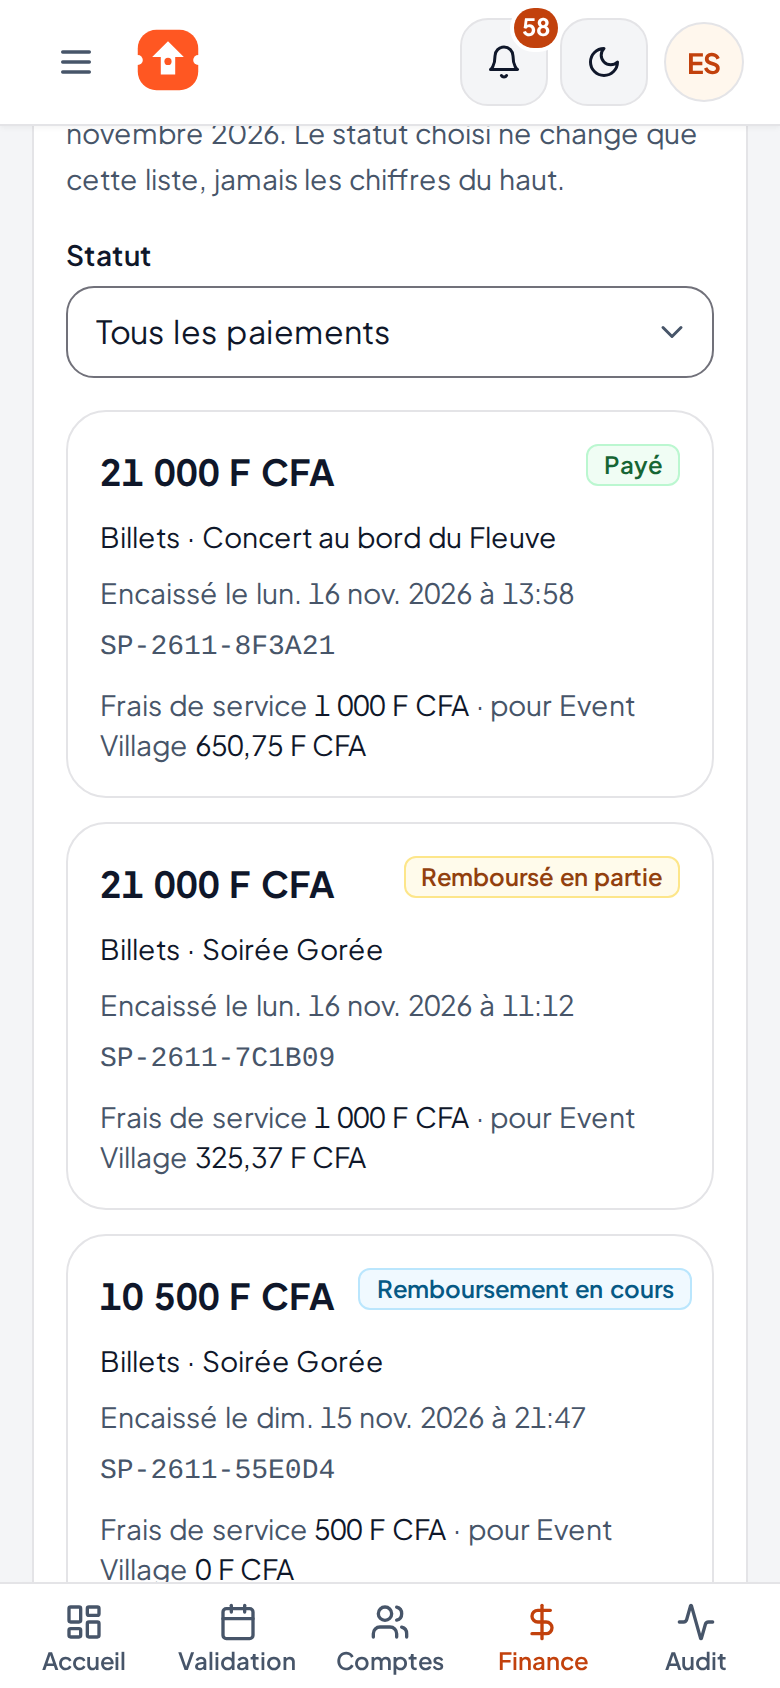 58
ES
novembre 2026. Le statut choisi ne change que
cette liste, jamais les chiffres du haut.
Statut
Tous les paiements
21 000 F CFA
Payé
Billets · Concert au bord du Fleuve
Encaissé le lun. 16 nov. 2026 à 13:58
SP-2611-8F3A21
Frais de service 1 000 F CFA · pour Event
Village 650,75 F CFA
21 000 F CFA
Remboursé en partie
Billets · Soirée Gorée
Encaissé le lun. 16 nov. 2026 à 11:12
SP-2611-7C1B09
Frais de service 1 000 F CFA · pour Event
Village 325,37 F CFA
10 500 F CFA
Remboursement en cours
Billets · Soirée Gorée
Encaissé le dim. 15 nov. 2026 à 21:47
SP-2611-55E0D4
Frais de service 500 F CFA · pour Event
Village 0 F CFA
Accueil
Validation
Comptes
Finance
Audit